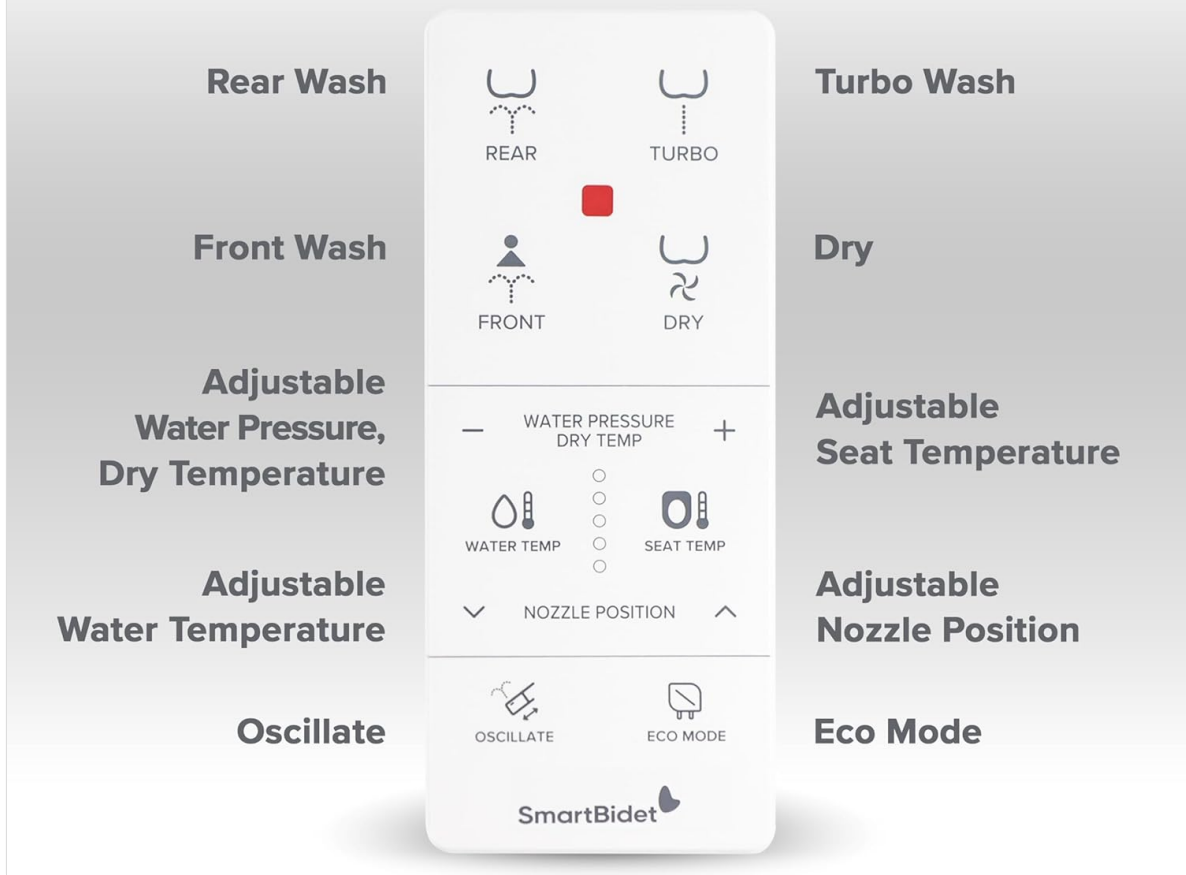 Rear Wash
REAR
TURBO
Turbo Wash
Front Wash
FRONT
DRY
Dry
Adjustable
Water Pressure,
Dry Temperature
WATER PRESSURE
DRY TEMP
Adjustable
Seat Temperature
WATER TEMP
SEAT TEMP
Adjustable
Water Temperature
NOZZLE POSITION
Adjustable
Nozzle Position
Oscillate
OSCILLATE
ECO MODE
Eco Mode
SmartBidet